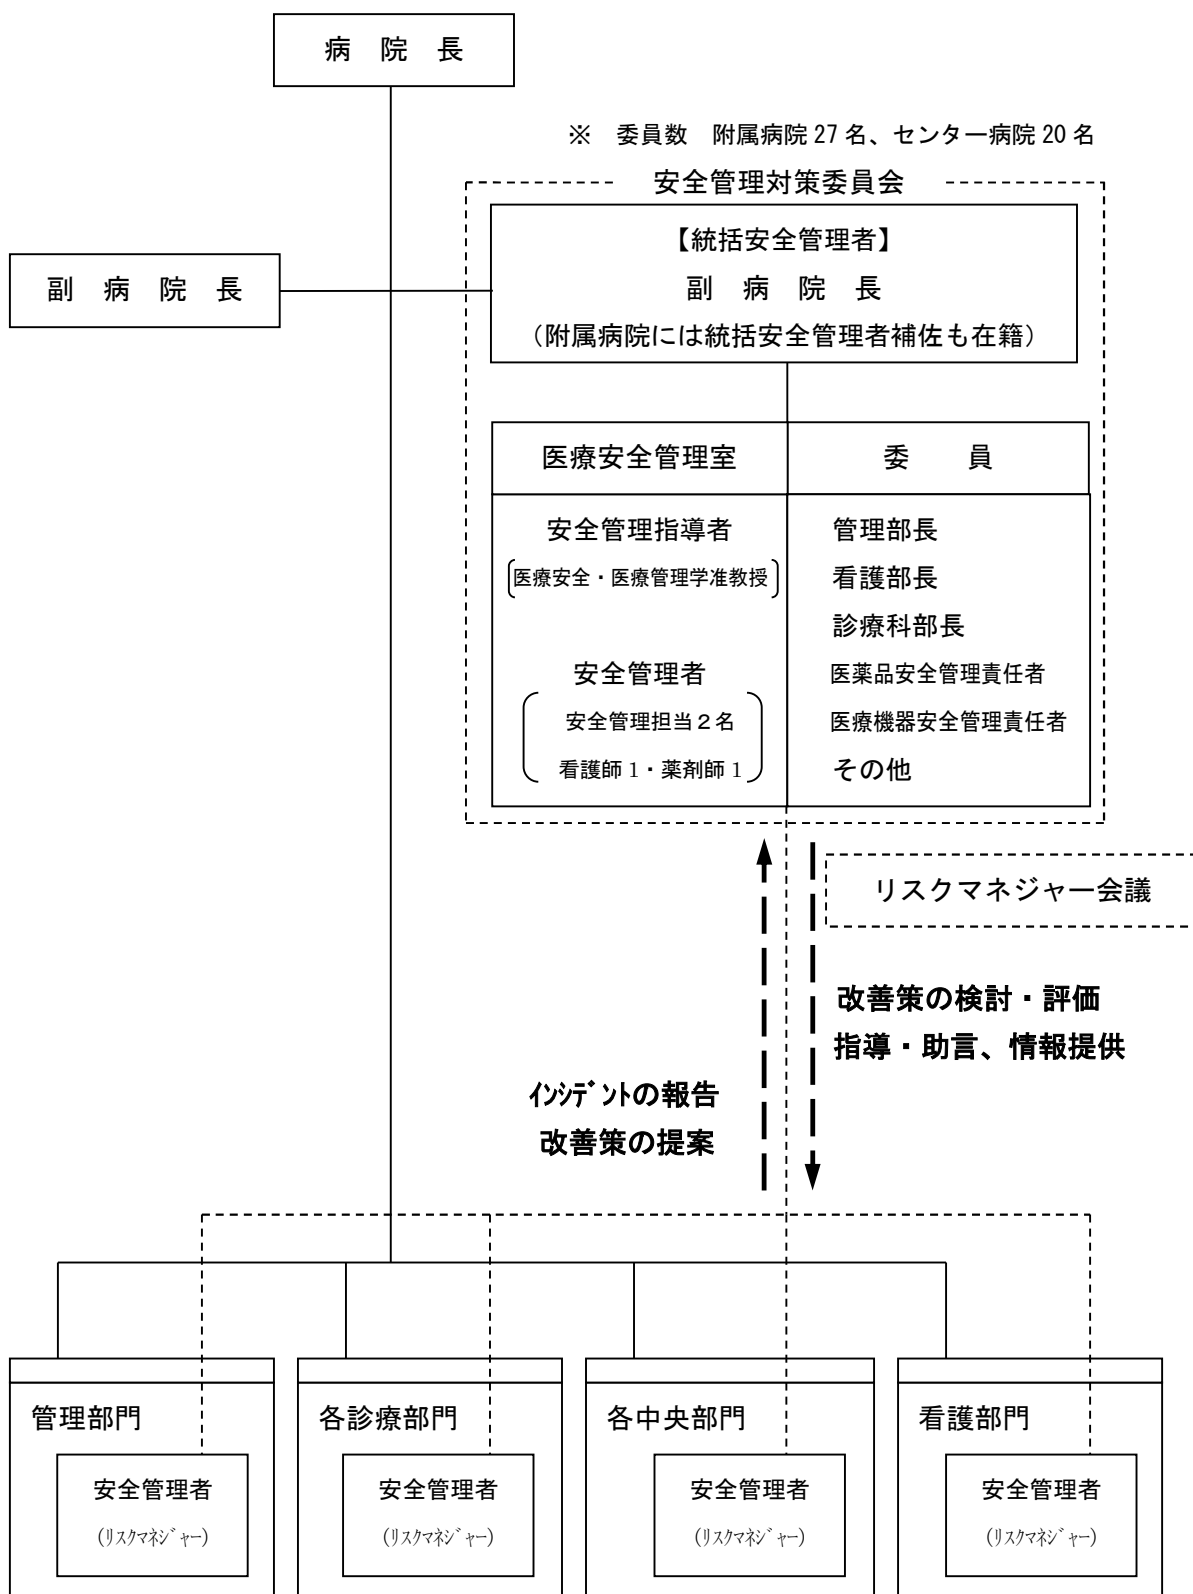 病　院　長
※　委員数　附属病院 27 名、センター病院 20 名
安全管理対策委員会
【統括安全管理者】
副　病　院　長
（附属病院には統括安全管理者補佐も在籍）
副　病　院　長
医療安全管理室
委　　員
安全管理指導者
医療安全・医療管理学准教授
安全管理者
安全管理担当２名
看護師 1・薬剤師 1
管理部長
看護部長
診療科部長
医薬品安全管理責任者
医療機器安全管理責任者
その他
リスクマネジャー会議
改善策の検討・評価
指導・助言、情報提供
ｲﾝｼﾃﾞﾝﾄの報告
改善策の提案
管理部門
安全管理者
（ﾘｽｸﾏﾈｼﾞｬｰ）
各診療部門
安全管理者
（ﾘｽｸﾏﾈｼﾞｬｰ）
各中央部門
安全管理者
（ﾘｽｸﾏﾈｼﾞｬｰ）
看護部門
安全管理者
（ﾘｽｸﾏﾈｼﾞｬｰ）